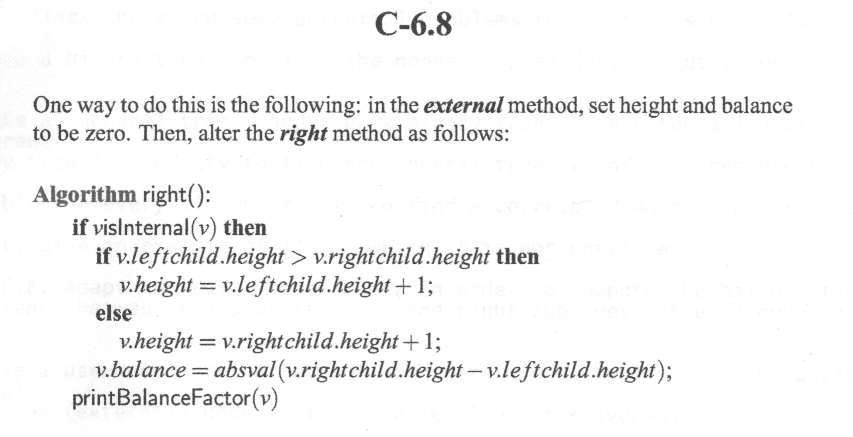 C-6.8
One way to do this is the following: in the external method, set height and balance
to be zero. Then, alter the right method as follows:
Algorithm right():
if visInternal(v) then
if v.leftchild.height > v.rightchild.height then
v.height = v.leftchild.height + 1;
else
v.height = v.rightchild.height + 1;
v.balance = absval(v.rightchild.height − v.leftchild.height);
printBalanceFactor(v)